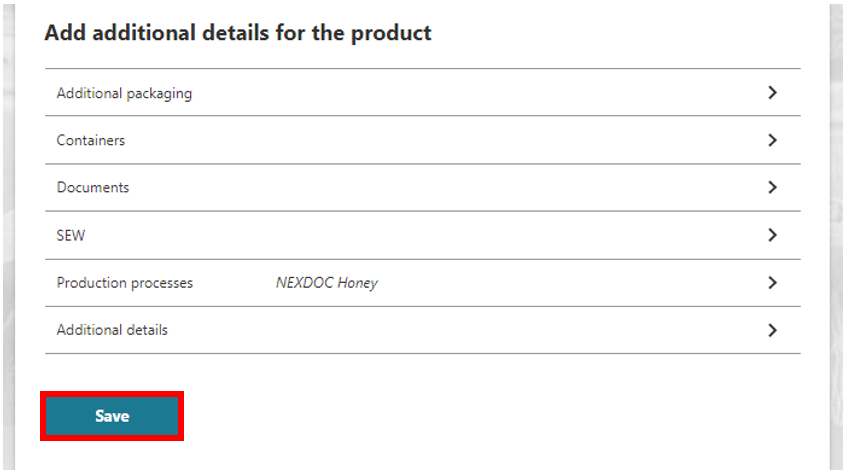 Add additional details for the product
Additional packaging
Containers
Documents
SEW
Production processes NEXDOC Honey
Additional details
Save